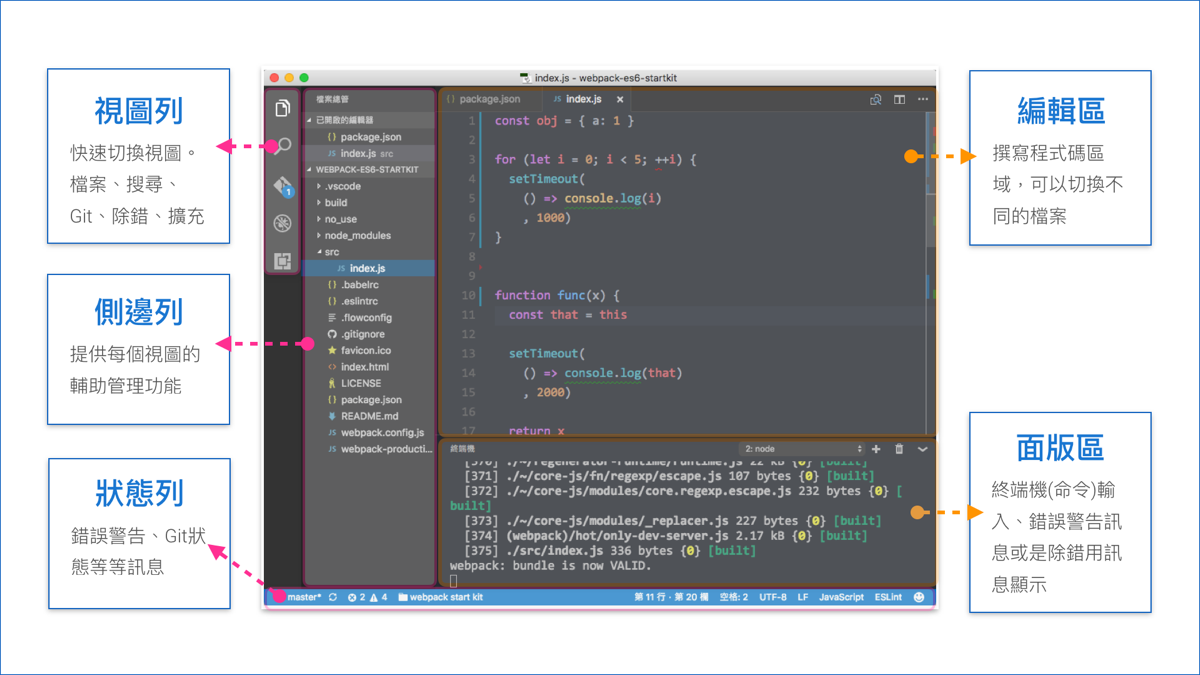 視圖列
快速切換視圖。
檔案、搜尋、
Git、除錯、擴充
側邊列
提供每個視圖的
輔助管理功能
狀態列
錯誤警告、Git狀
態等等訊息
index.js - webpack-es6-startkit
1
檔案總管
已開啟的編輯器
{} package.json
JS index.js src
WEBPACK-ES6-STARTKIT
.vscode
build
no_use
node_modules
src
JS index.js
{} .babelrc
{} .eslintrc
.flowconfig
.gitignore
favicon.ico
<> index.html
LICENSE
{} package.json
README.md
JS webpack.config.js
JS webpack-producti...
{} package.json JS index.js ×
1 const obj = { a: 1 }
2
3 for (let i = 0; i < 5; ++i) {
4 setTimeout(
5 () => console.log(i)
6 , 1000)
7 }
8
9
10 function func(x) {
11 const that = this
12
13 setTimeout(
14 () => console.log(that)
15 , 2000)
16
17 return x
終端機 2: node
[370] ./~/regenerator-runtime/runtime.js 22 kB {0} [built]
[371] ./~/core-js/fn/regexp/escape.js 107 bytes {0} [built]
[372] ./~/core-js/modules/core.regexp.escape.js 232 bytes {0} [
built]
[373] ./~/core-js/modules/_replacer.js 227 bytes {0} [built]
[374] (webpack)/hot/only-dev-server.js 2.17 kB {0} [built]
[375] ./src/index.js 336 bytes {0} [built]
webpack: bundle is now VALID.
master* 2 4 webpack start kit 第 11 行，第 20 欄 空格: 2 UTF-8 LF JavaScript ESLint
編輯區
撰寫程式碼區
域，可以切換不
同的檔案
面版區
終端機(命令)輸
入、錯誤警告訊
息或是除錯用訊
息顯示